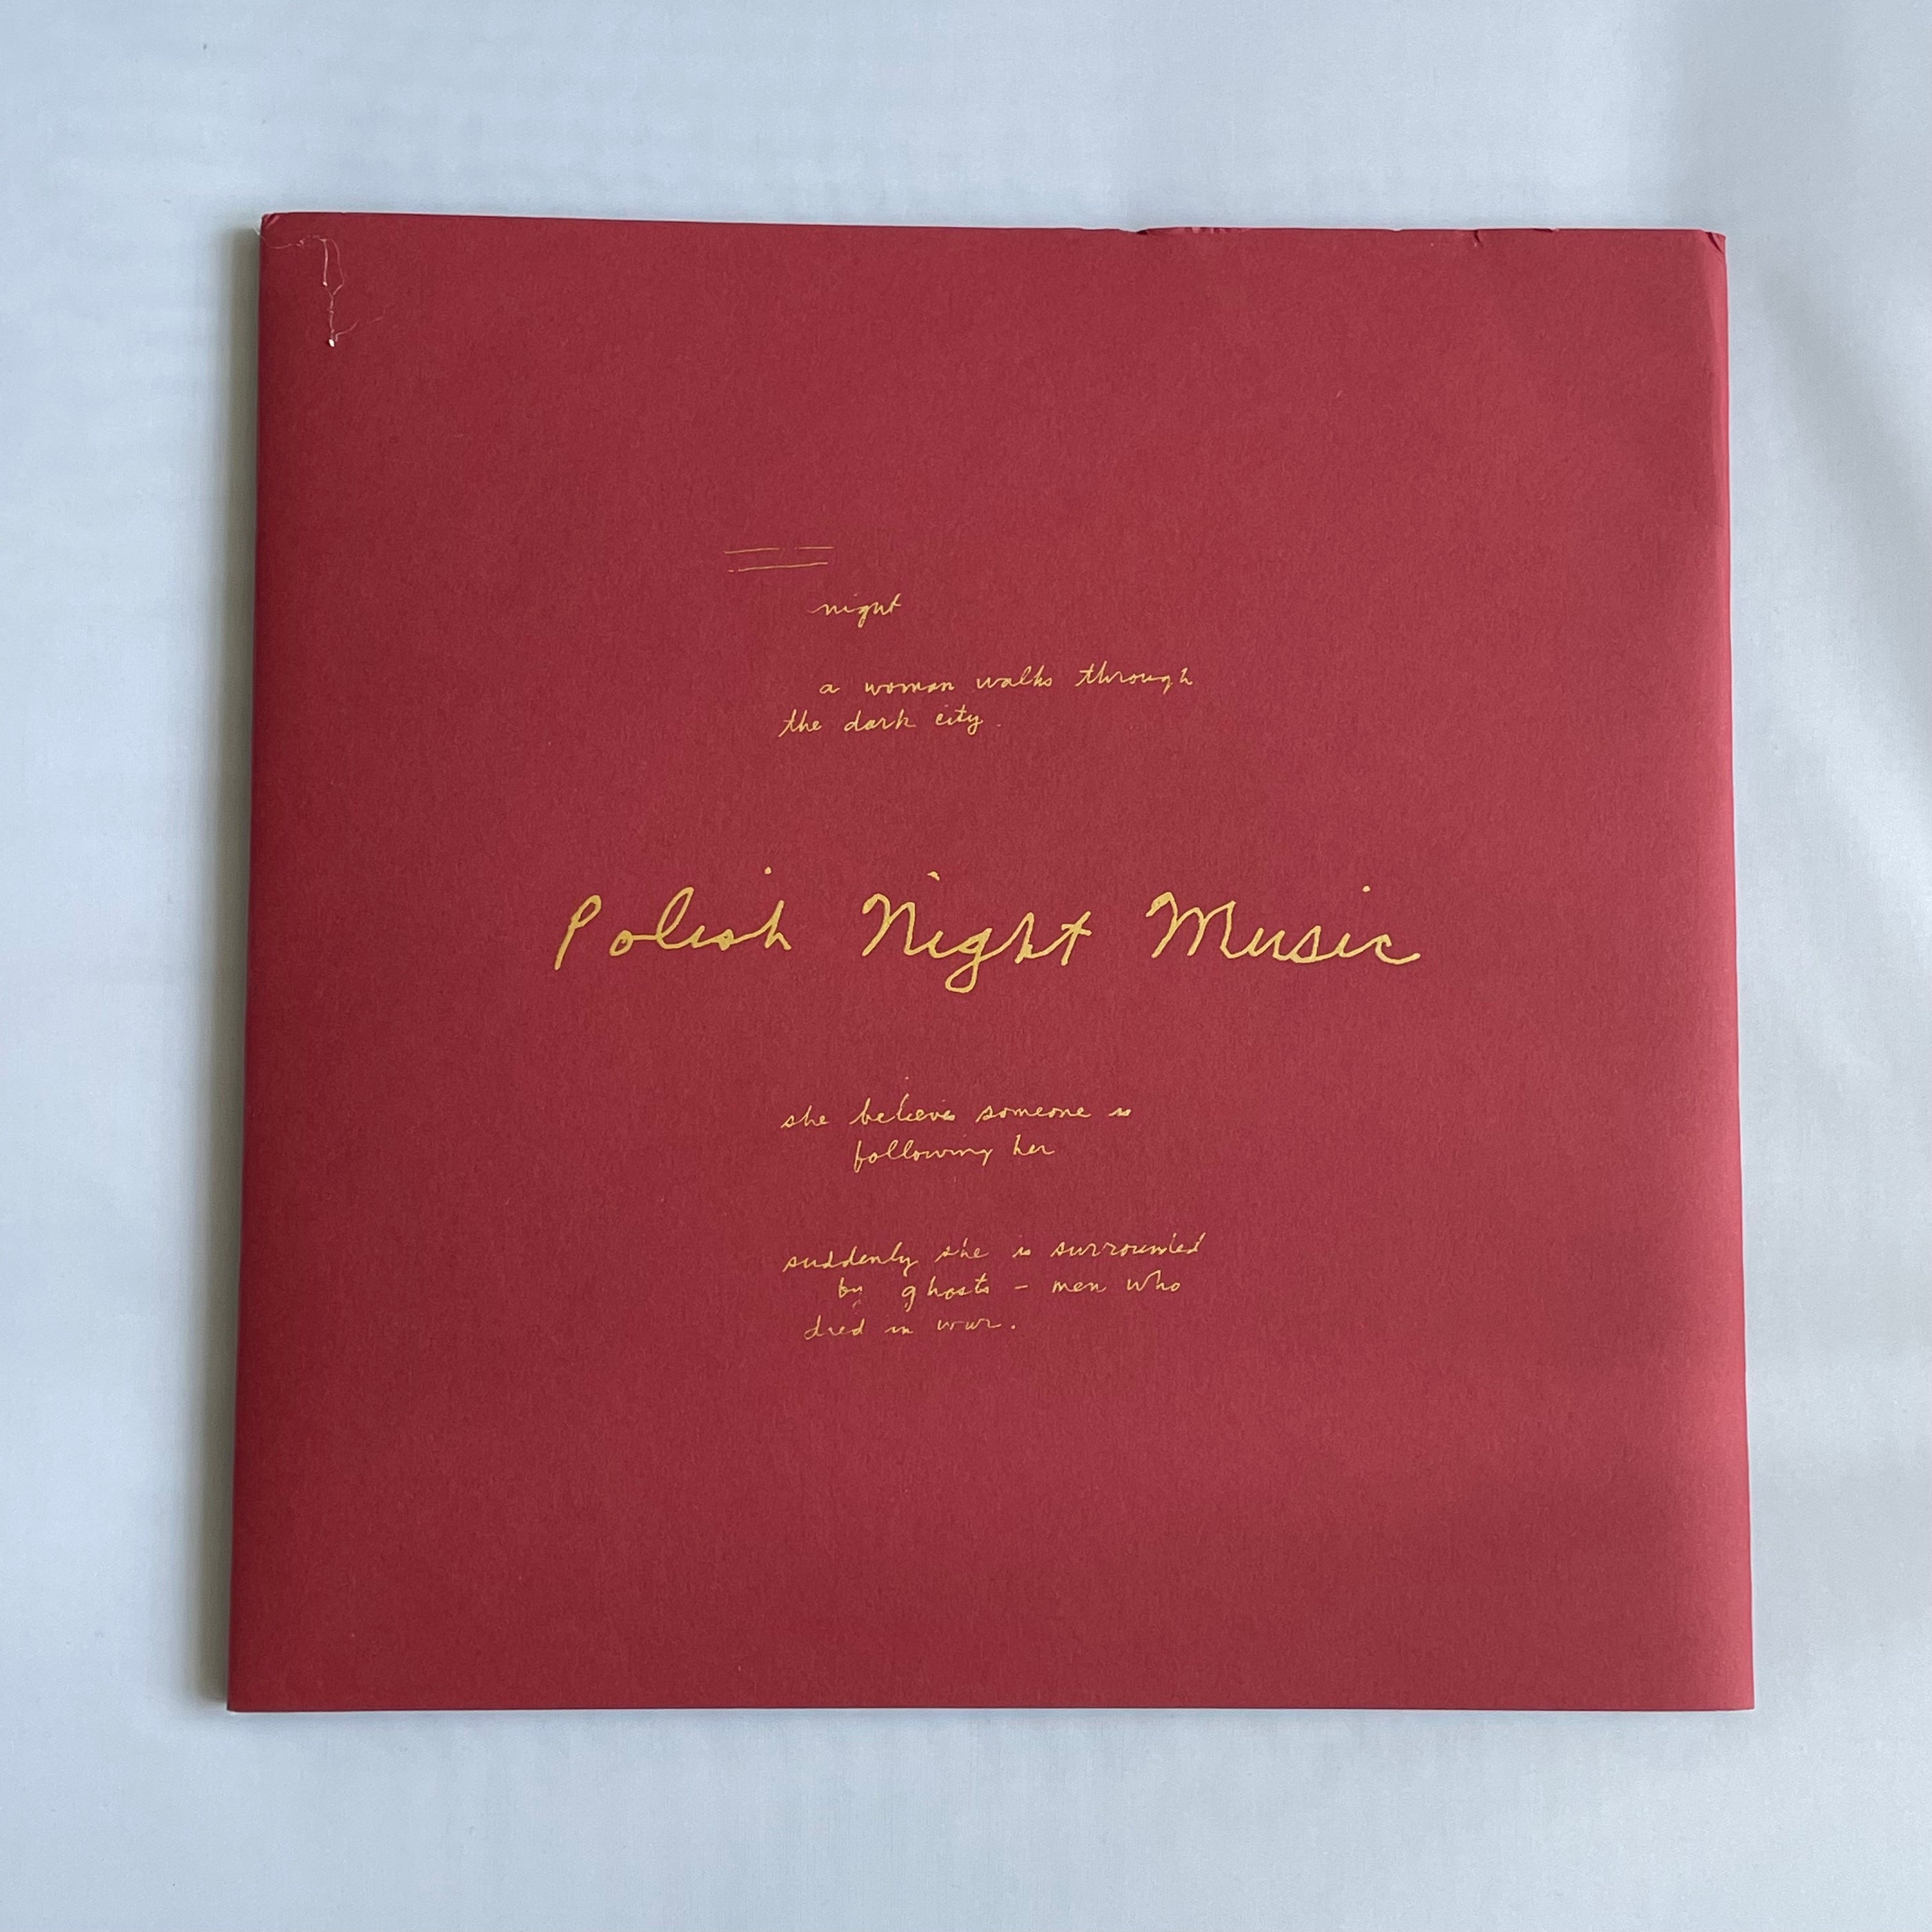 night
a woman walks through
the dark city.
Polish Night Music
she believes someone is
following her
suddenly she is surrounded
by ghosts – men who
died in war.